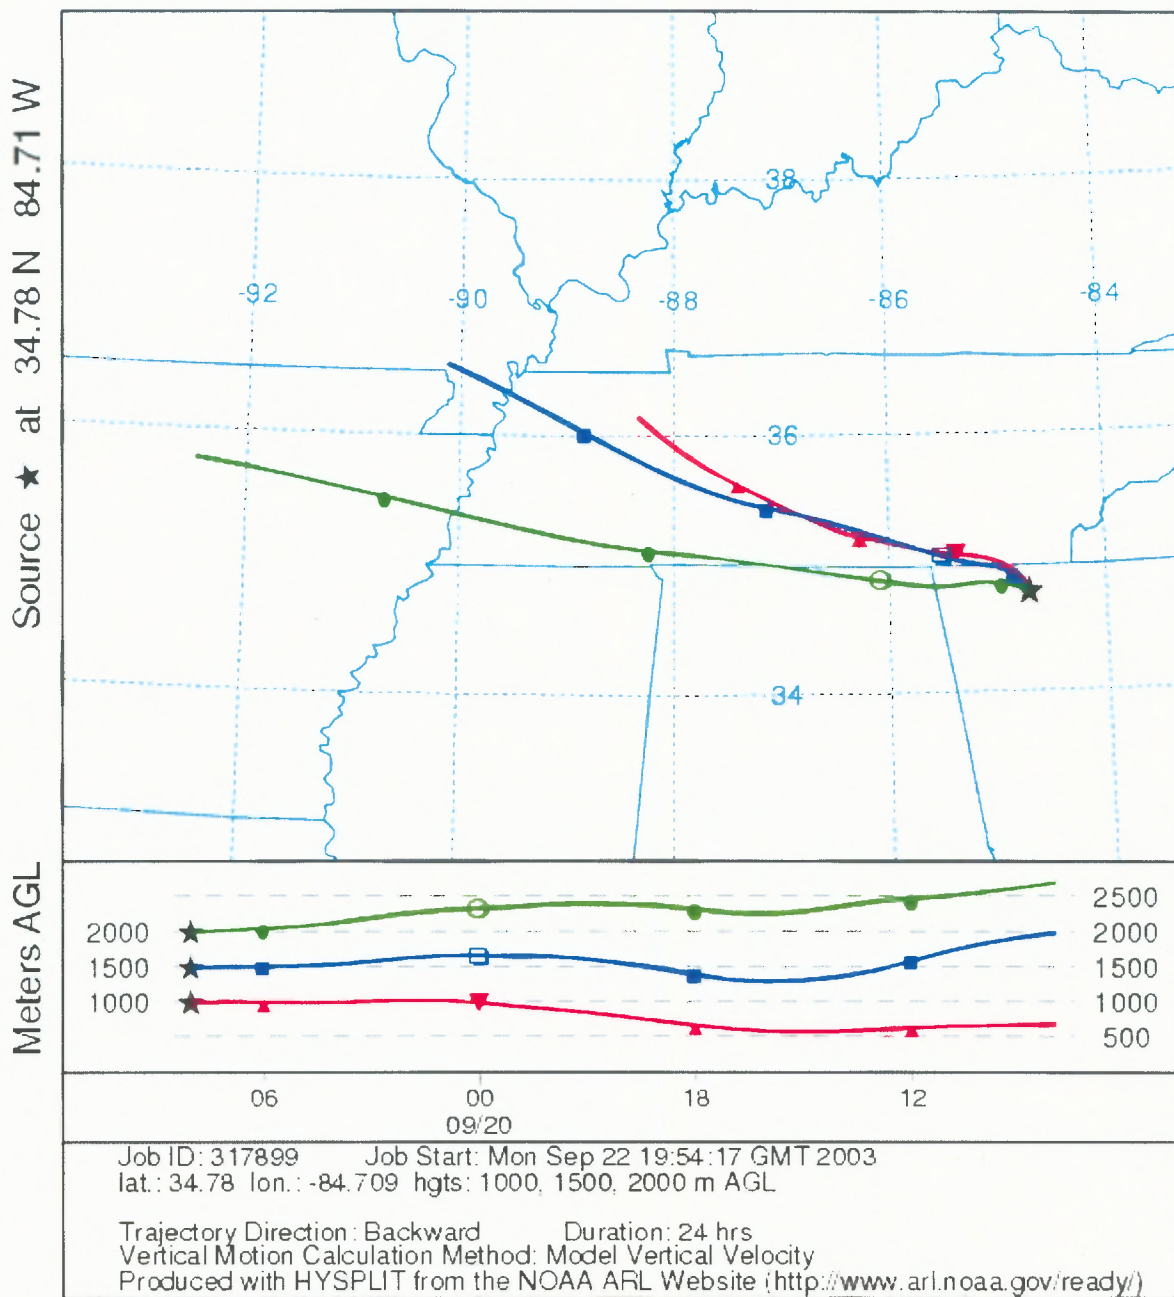 Source ★ at 34.78 N 84.71 W
38
-92 -90 -88 -86 -84
36
34
Meters AGL
2500
2000 2000
1500 1500
1000 1000
500
06 00 18 12
09/20
Job ID: 317899 Job Start: Mon Sep 22 19:54:17 GMT 2003
lat.: 34.78 lon.: -84.709 hgts: 1000, 1500, 2000 m AGL
Trajectory Direction: Backward Duration: 24 hrs
Vertical Motion Calculation Method: Model Vertical Velocity
Produced with HYSPLIT from the NOAA ARL Website (http://www.arl.noaa.gov/ready/)